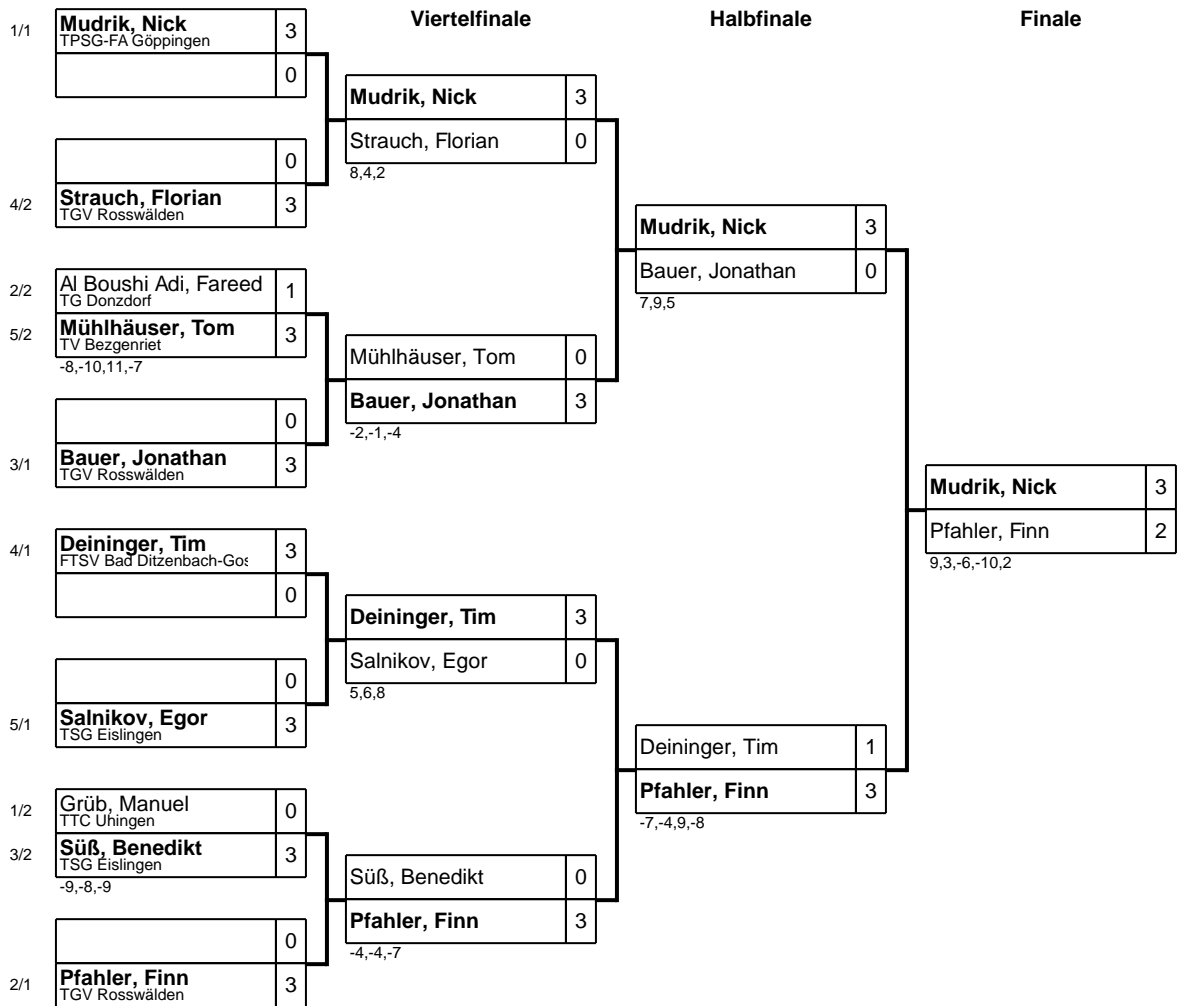 Viertelfinale
Halbfinale
Finale
1/1 Mudrik, Nick 3
TPSG-FA Göppingen
0
0
4/2 Strauch, Florian 3
TGV Rosswälden
2/2 Al Boushi Adi, Fareed 1
TG Donzdorf
5/2 Mühlhäuser, Tom 3
TV Bezgenriet
-8,-10,11,-7
0
3/1 Bauer, Jonathan 3
TGV Rosswälden
4/1 Deininger, Tim 3
FTSV Bad Ditzenbach-Gos
0
0
5/1 Salnikov, Egor 3
TSG Eislingen
1/2 Grüb, Manuel 0
TTC Uhingen
3/2 Süß, Benedikt 3
TSG Eislingen
-9,-8,-9
0
2/1 Pfahler, Finn 3
TGV Rosswälden
Mudrik, Nick 3
Strauch, Florian 0
8,4,2
Mühlhäuser, Tom 0
Bauer, Jonathan 3
-2,-1,-4
Deininger, Tim 3
Salnikov, Egor 0
5,6,8
Süß, Benedikt 0
Pfahler, Finn 3
-4,-4,-7
Mudrik, Nick 3
Bauer, Jonathan 0
7,9,5
Deininger, Tim 1
Pfahler, Finn 3
-7,-4,9,-8
Mudrik, Nick 3
Pfahler, Finn 2
9,3,-6,-10,2